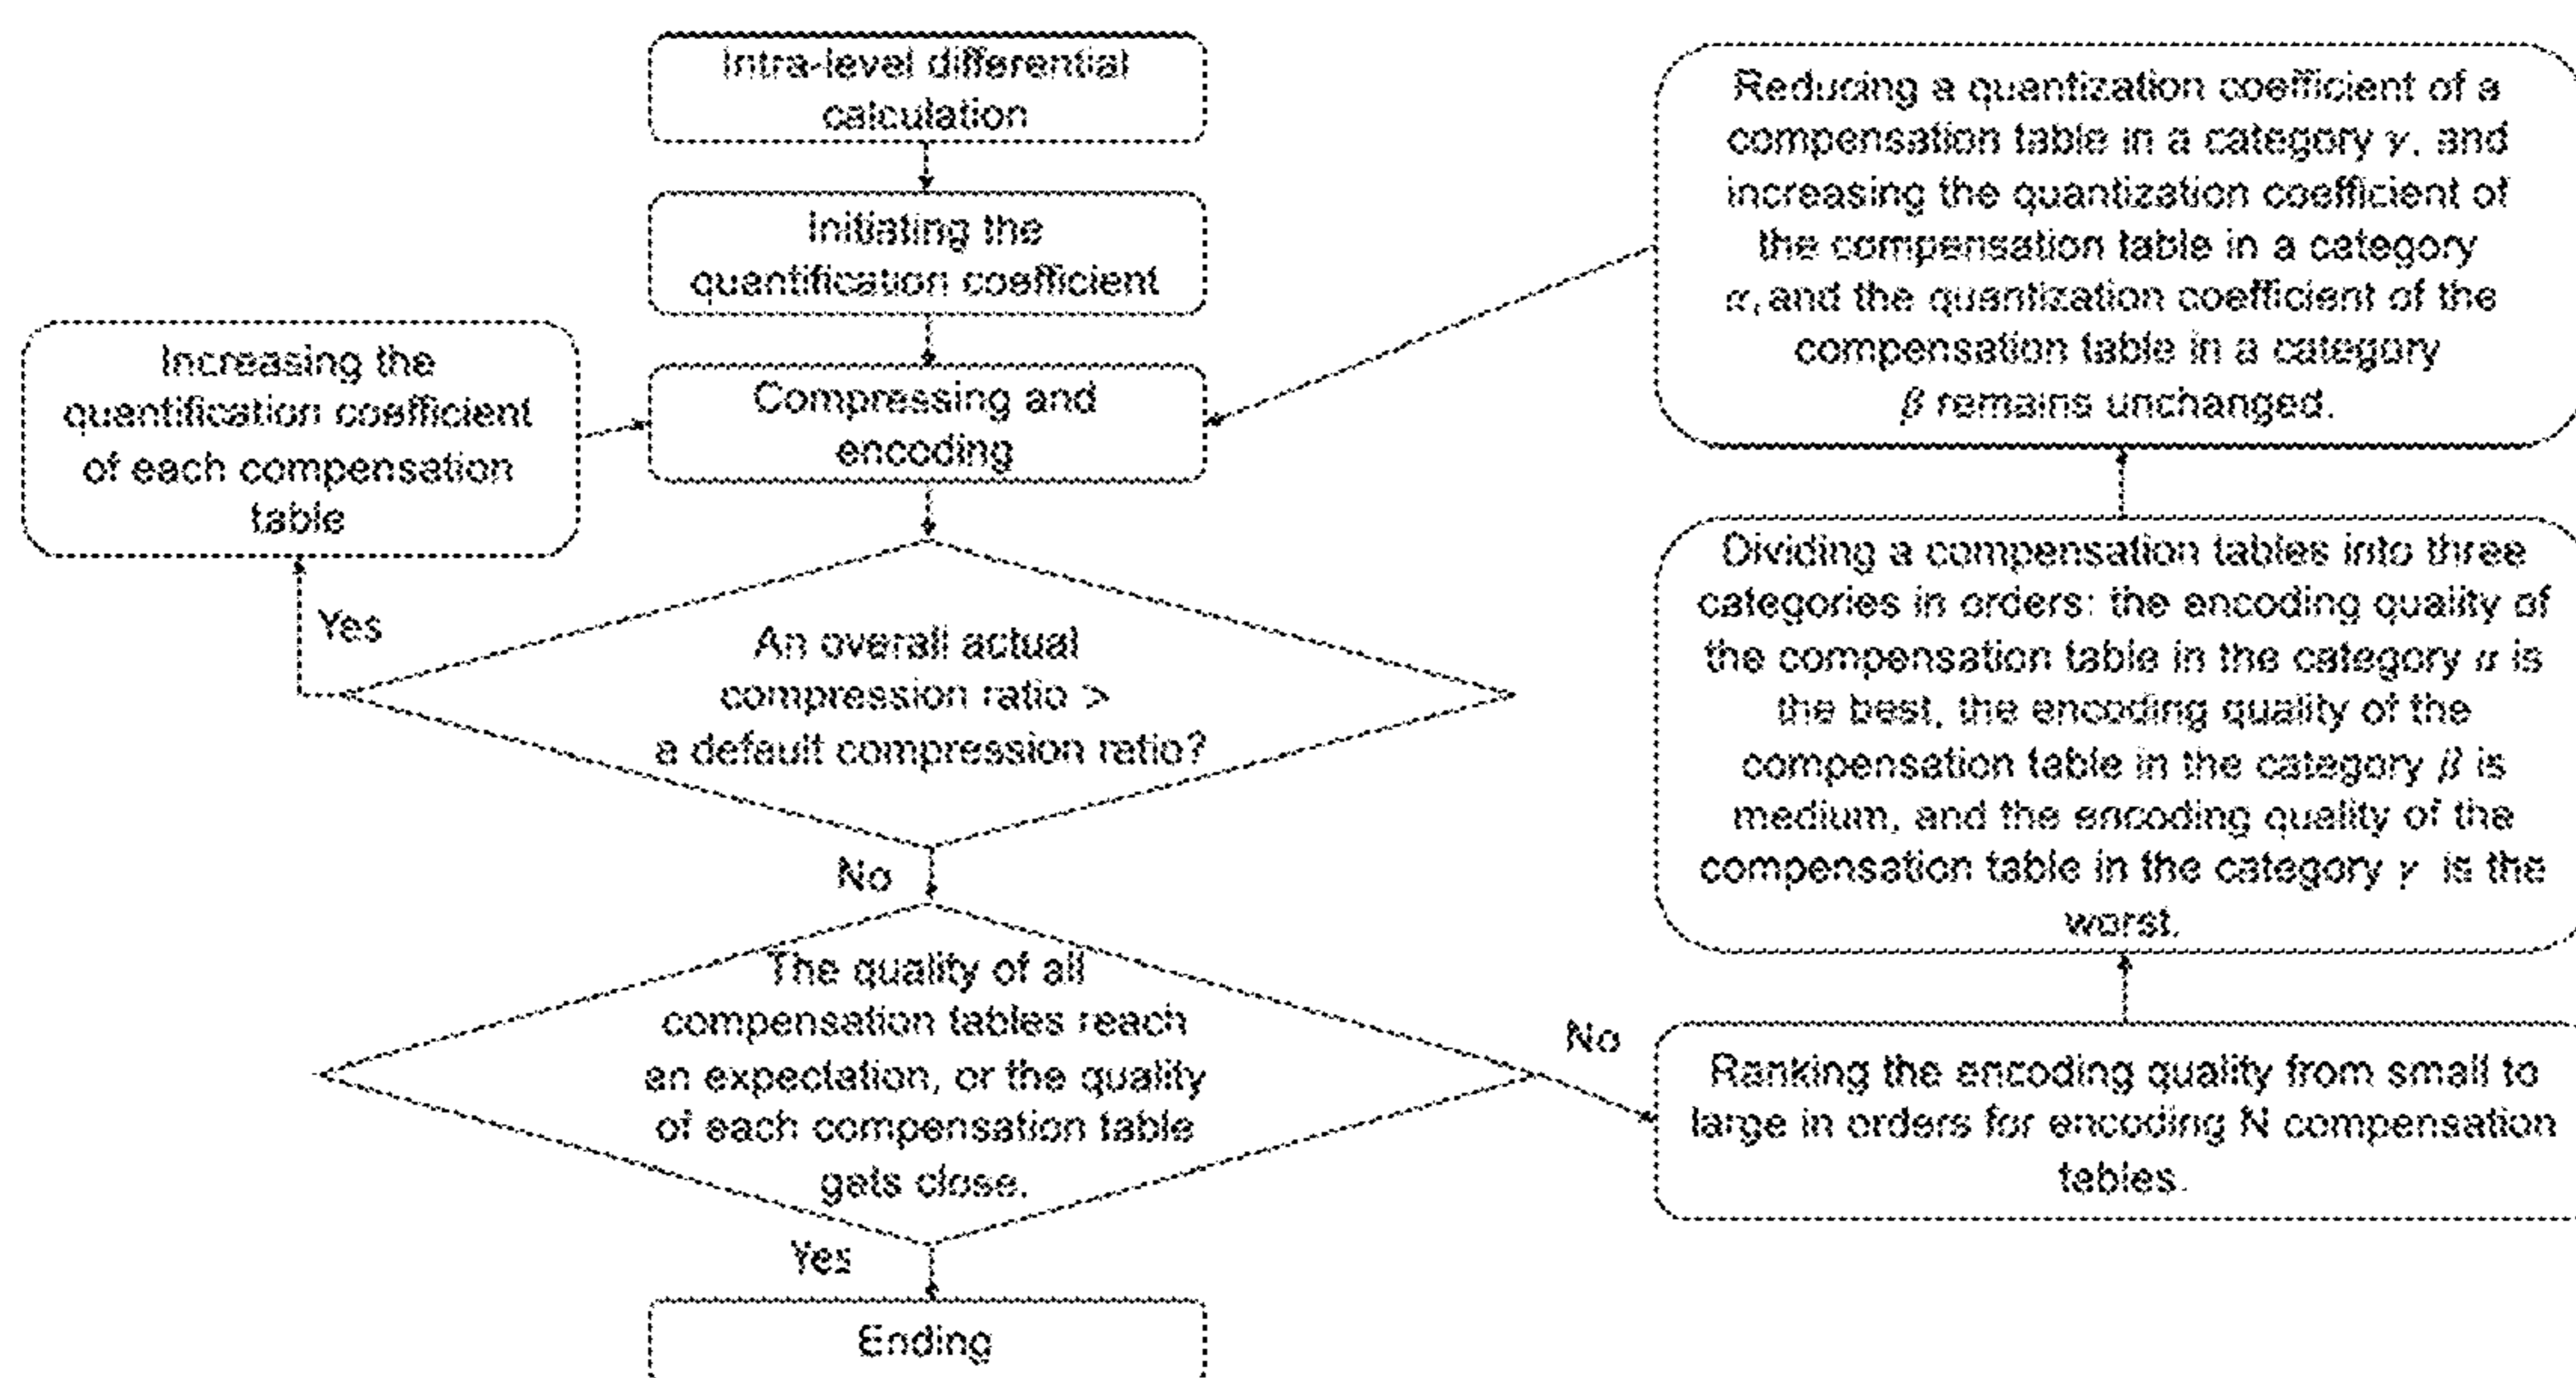 Intra-level differential
calculation
Initiating the
quantification coefficient
Compressing and
encoding
Increasing the
quantification coefficient
of each compensation
table
Yes
An overall actual
compression ratio >
a default compression ratio?
No
The quality of all
compensation tables reach
an expectation, or the quality
of each compensation table
gets close.
Yes
Ending
No
Ranking the encoding quality from small to
large in orders for encoding N compensation
tables.
Dividing a compensation tables into three
categories in orders: the encoding quality of
the compensation table in the category α is
the best, the encoding quality of the
compensation table in the category β is
medium, and the encoding quality of the
compensation table in the category γ is the
worst.
Reducing a quantization coefficient of a
compensation table in a category γ, and
increasing the quantization coefficient of
the compensation table in a category
α, and the quantization coefficient of the
compensation table in a category
β remains unchanged.